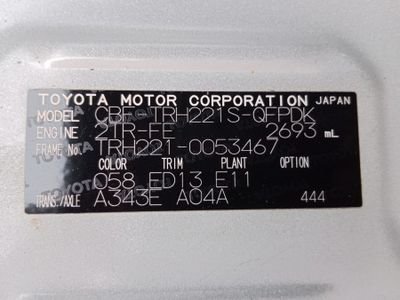 TOYOTA MOTOR CORPORATION JAPAN
MODEL CBF-TRH221S-QFPDK
ENGINE 2TR-FE 2693 mL
FRAME No. TRH221-0053467
COLOR TRIM PLANT OPTION
058 ED13 E11
TRANS./AXLE A343E A04A 444